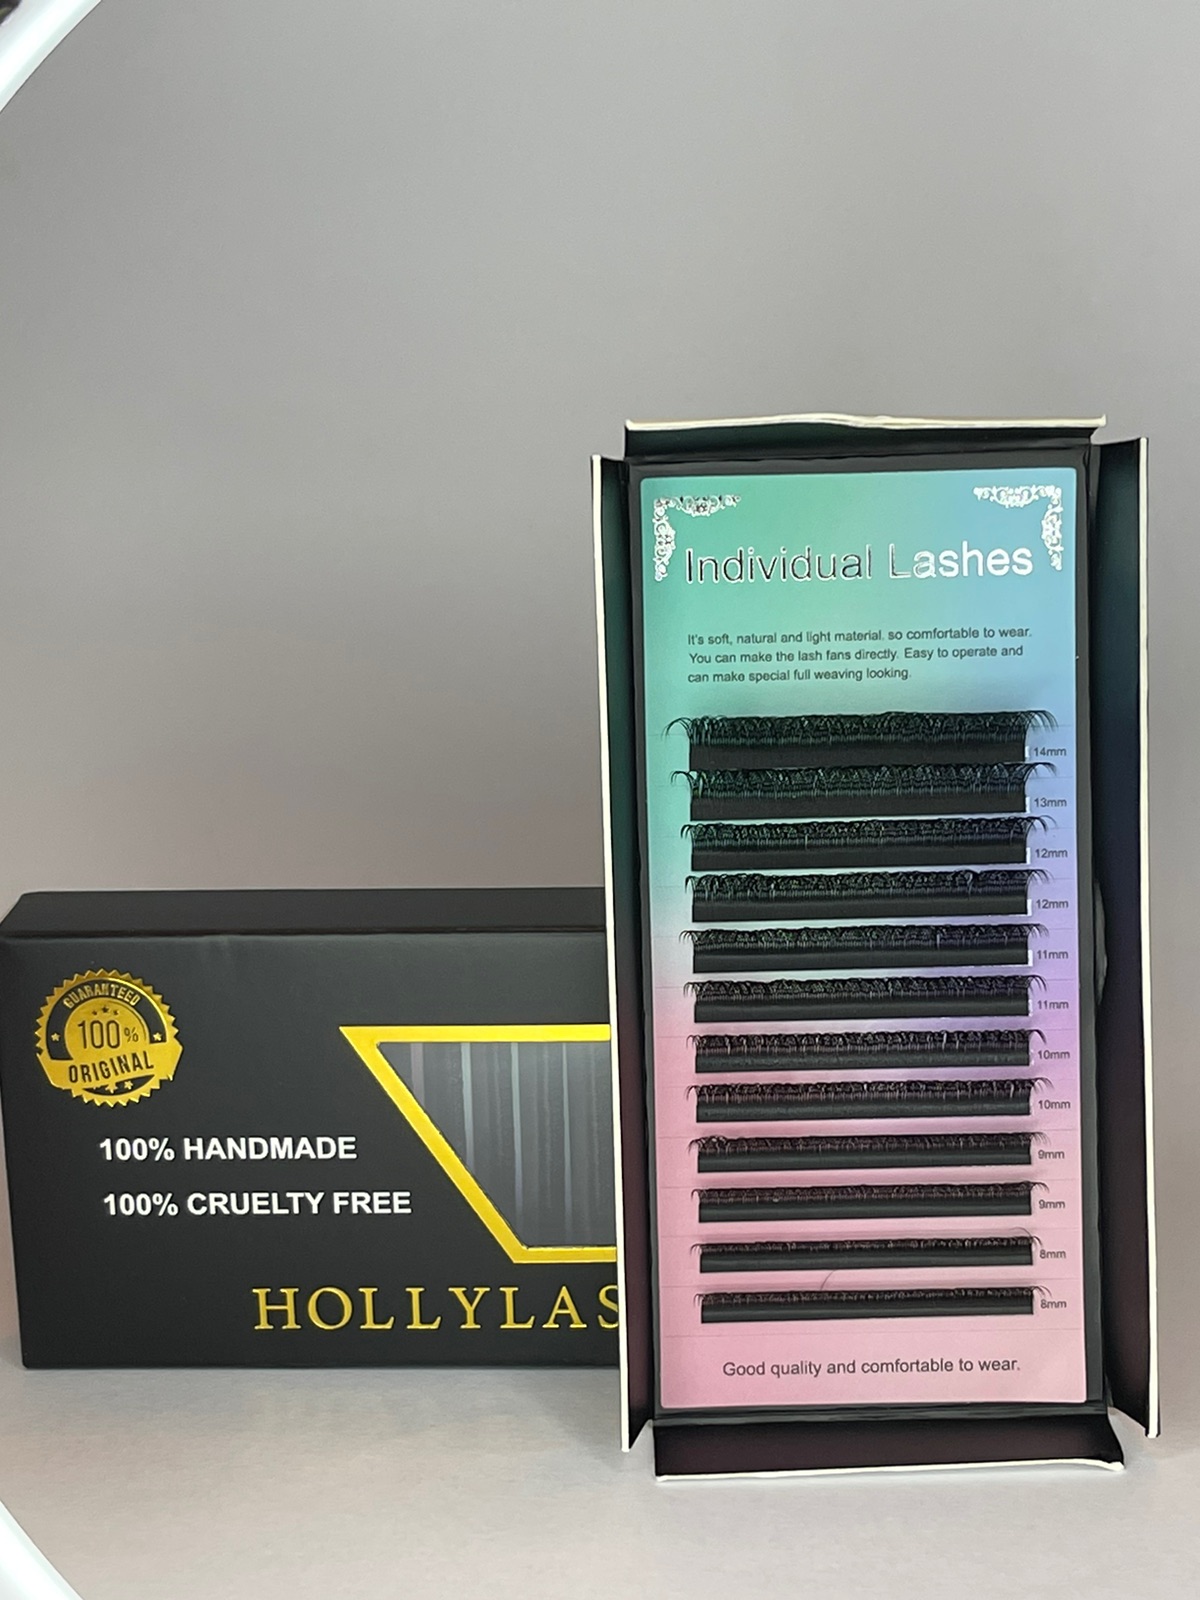 Individual Lashes
It's soft, natural and light material. so comfortable to wear.
You can make the lash fans directly. Easy to operate and
can make special full weaving looking.
14mm
13mm
12mm
12mm
11mm
11mm
10mm
10mm
9mm
9mm
8mm
8mm
Good quality and comfortable to wear.
GUARANTEED
100%
ORIGINAL
100% HANDMADE
100% CRUELTY FREE
HOLLYLAS